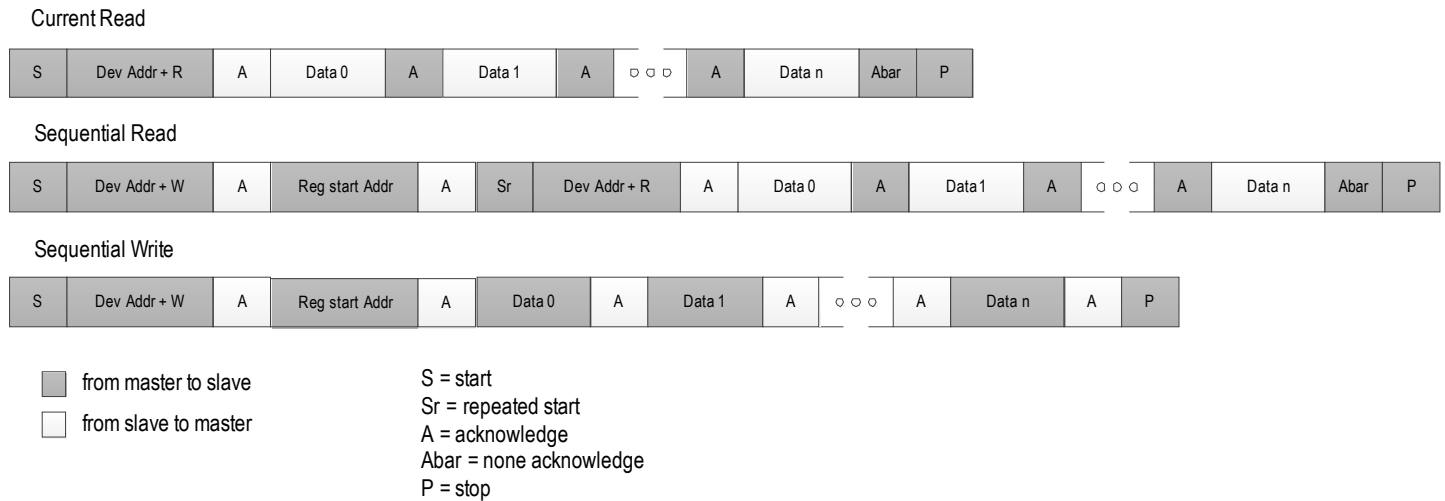 Current Read
S Dev Addr + R A Data 0 A Data 1 A A Data n Abar P
Sequential Read
S Dev Addr + W A Reg start Addr A Sr Dev Addr + R A Data 0 A Data1 A A Data n Abar P
Sequential Write
S Dev Addr + W A Reg start Addr A Data 0 A Data 1 A A Data n A P
from master to slave
from slave to master
S = start
Sr = repeated start
A = acknowledge
Abar = none acknowledge
P = stop